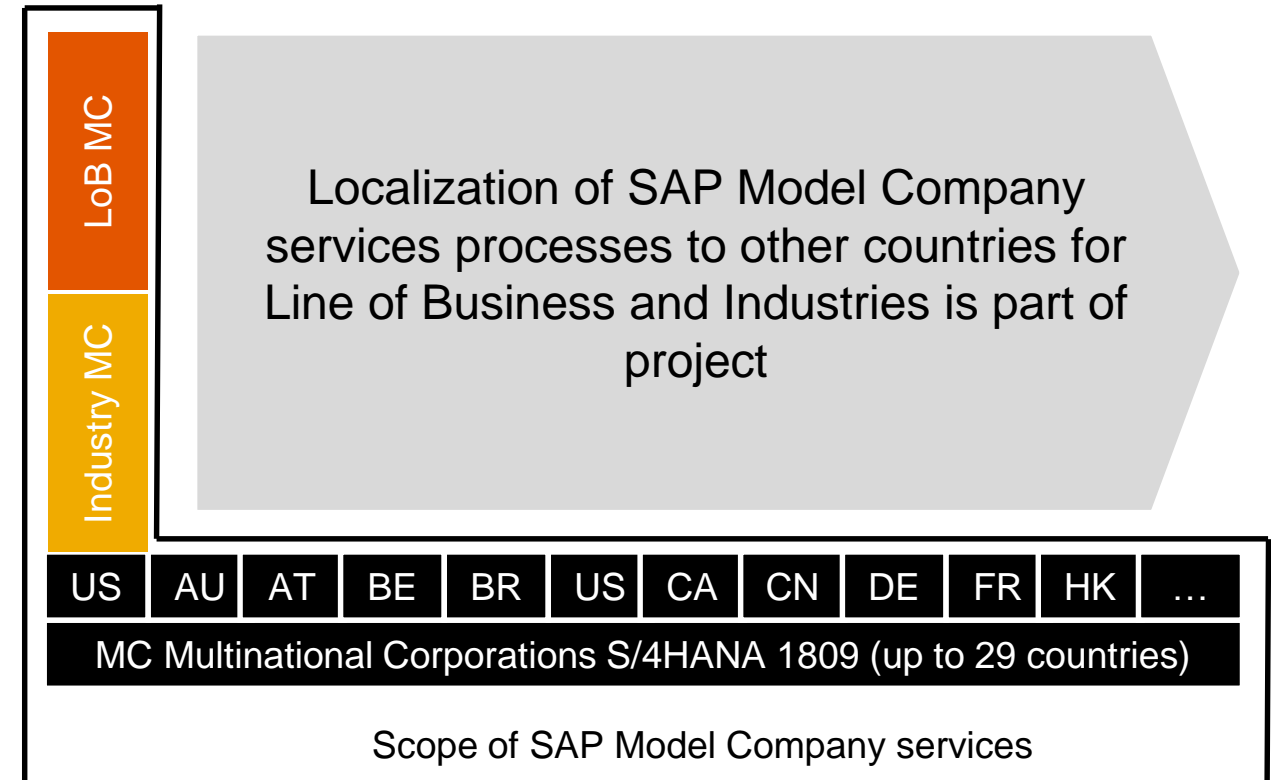 LoB MC
Industry MC
Localization of SAP Model Company
services processes to other countries for
Line of Business and Industries is part of
project
US AU AT BE BR US CA CN DE FR HK …
MC Multinational Corporations S/4HANA 1809 (up to 29 countries)
Scope of SAP Model Company services